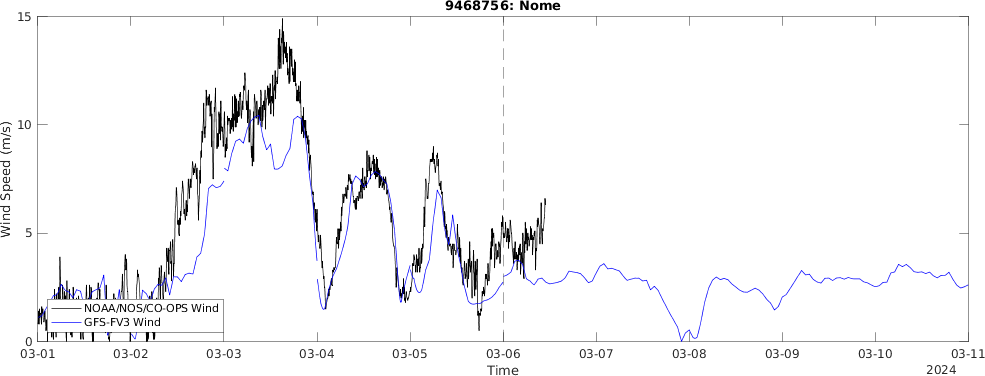 9468756: Nome
15
10
5
0
Wind Speed (m/s)
NOAA/NOS/CO-OPS Wind
GFS-FV3 Wind
03-01 03-02 03-03 03-04 03-05 03-06 03-07 03-08 03-09 03-10 03-11
Time
2024